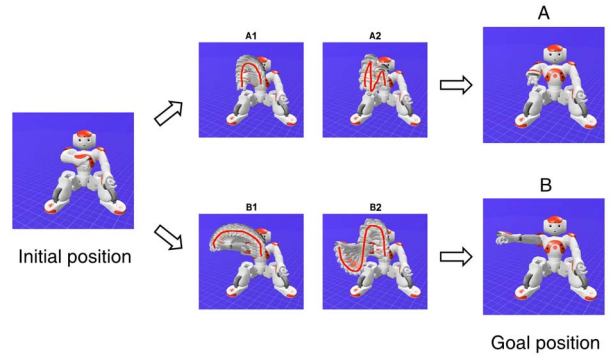 A
A1
A2
Initial position
B
B1
B2
Goal position